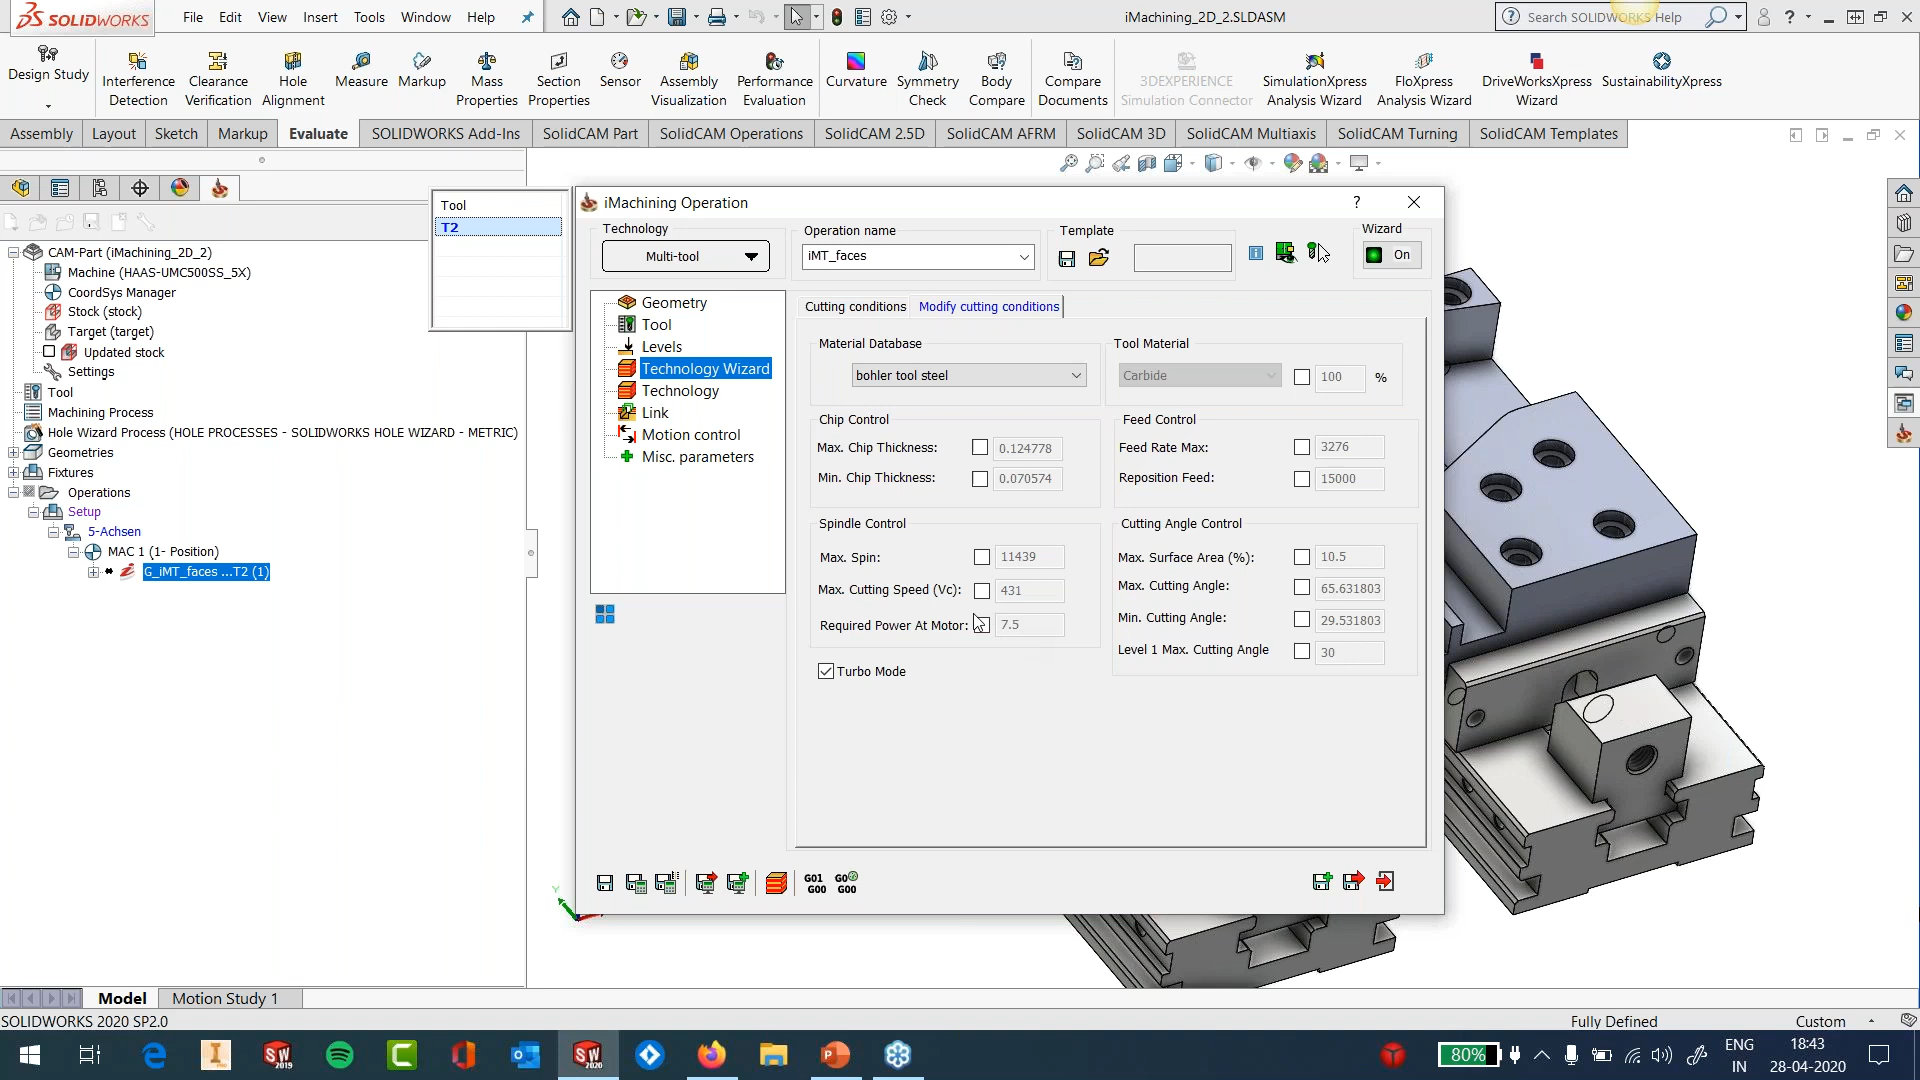 SOLIDWORKS
File Edit View Insert Tools Window Help
iMachining_2D_2.SLDASM
Search SOLIDWORKS Help
Design Study
Interference Detection
Clearance Verification
Hole Alignment
Measure
Markup
Mass Properties
Section Properties
Sensor
Assembly Visualization
Performance Evaluation
Curvature
Symmetry Check
Body Compare
Compare Documents
3DEXPERIENCE Simulation Connector
SimulationXpress Analysis Wizard
FloXpress Analysis Wizard
DriveWorksXpress Wizard
SustainabilityXpress
Assembly Layout Sketch Markup Evaluate SOLIDWORKS Add-Ins SolidCAM Part SolidCAM Operations SolidCAM 2.5D SolidCAM AFRM SolidCAM 3D SolidCAM Multiaxis SolidCAM Turning SolidCAM Templates
CAM-Part (iMachining_2D_2)
Machine (HAAS-UMC500SS_5X)
CoordSys Manager
Stock (stock)
Target (target)
Updated stock
Settings
Tool
Machining Process
Hole Wizard Process (HOLE PROCESSES - SOLIDWORKS HOLE WIZARD - METRIC)
Geometries
Fixtures
Operations
Setup
5-Achsen
MAC 1 (1- Position)
G_iMT_faces ...T2 (1)
Tool
T2
iMachining Operation
?
Technology
Multi-tool
Operation name
iMT_faces
Template
Wizard
On
Geometry
Tool
Levels
Technology Wizard
Technology
Link
Motion control
Misc. parameters
Cutting conditions Modify cutting conditions
Material Database
bohler tool steel
Tool Material
Carbide 100 %
Chip Control
Max. Chip Thickness: 0.124778
Min. Chip Thickness: 0.070574
Feed Control
Feed Rate Max: 3276
Reposition Feed: 15000
Spindle Control
Max. Spin: 11439
Max. Cutting Speed (Vc): 431
Required Power At Motor: 7.5
Cutting Angle Control
Max. Surface Area (%): 10.5
Max. Cutting Angle: 65.631803
Min. Cutting Angle: 29.531803
Level 1 Max. Cutting Angle 30
Turbo Mode
G01 G00
G00
Y
Model Motion Study 1
SOLIDWORKS 2020 SP2.0
Fully Defined
Custom
SW 2019
SW 2020
80%
ENG
IN
18:43
28-04-2020